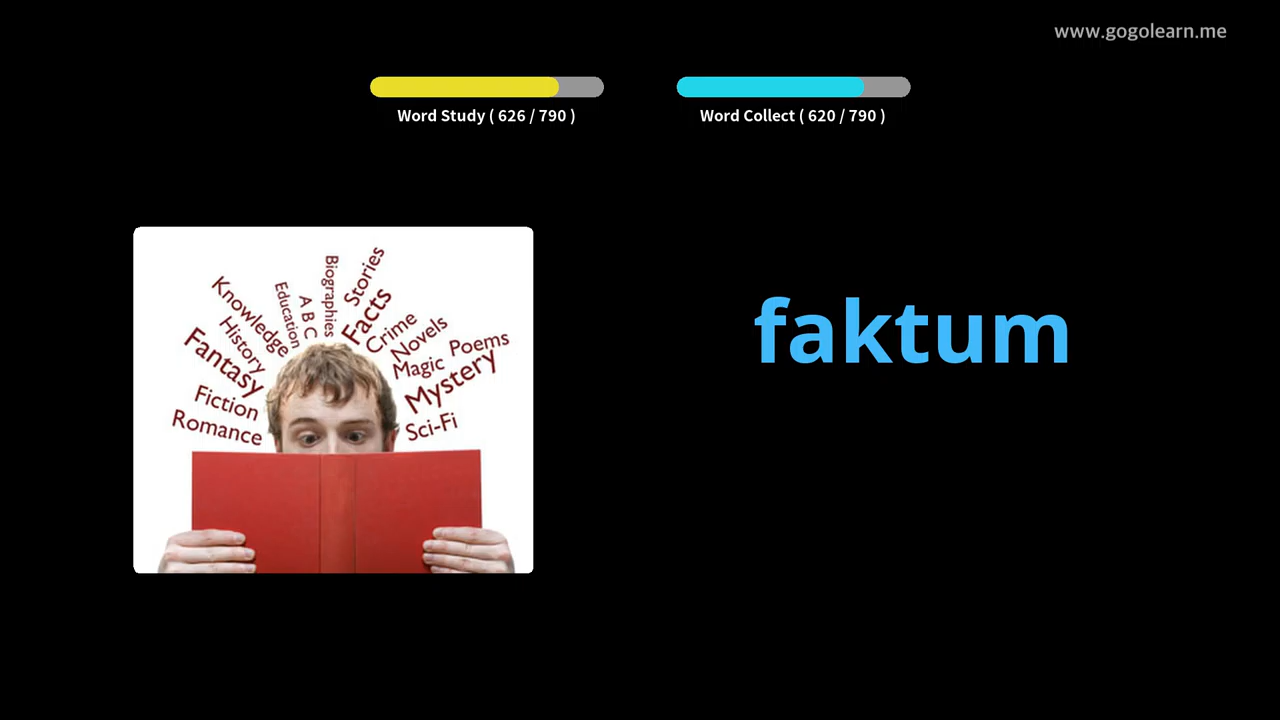 www.gogolearn.me
Word Study ( 626 / 790 )
Word Collect ( 620 / 790 )
faktum
Romance
Fiction
Fantasy
History
Knowledge
Education
A B C
Biographies
Stories
Facts
Crime
Novels
Magic
Poems
Mystery
Sci-Fi